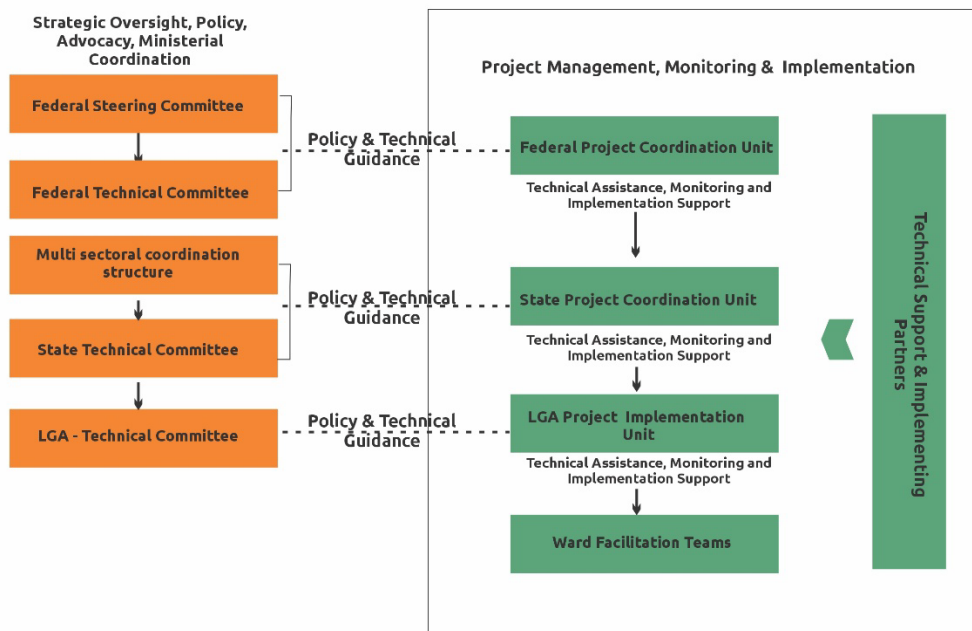 Strategic Oversight, Policy,
Advocacy, Ministerial
Coordination
Federal Steering Committee
Federal Technical Committee
Multi sectoral coordination
structure
State Technical Committee
LGA - Technical Committee
Policy & Technical
Guidance
Policy & Technical
Guidance
Policy & Technical
Guidance
Project Management, Monitoring & Implementation
Federal Project Coordination Unit
Technical Assistance, Monitoring and
Implementation Support
State Project Coordination Unit
Technical Assistance, Monitoring and
Implementation Support
LGA Project Implementation
Unit
Technical Assistance, Monitoring and
Implementation Support
Ward Facilitation Teams
Technical Support & Implementing
Partners